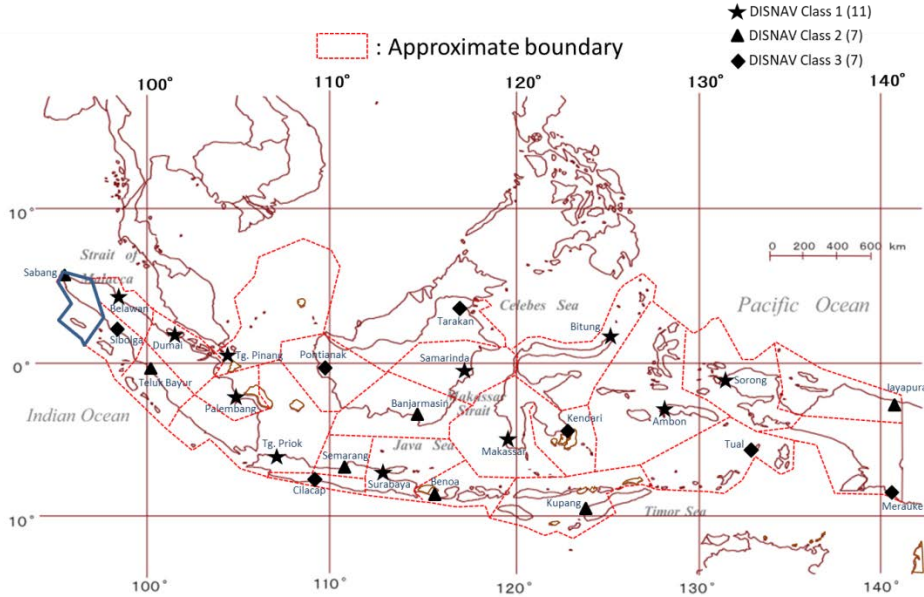 ★ DISNAV Class 1 (11)
▲ DISNAV Class 2 (7)
◆ DISNAV Class 3 (7)
: Approximate boundary
100°
110°
120°
130°
140°
10°
0 200 400 600 km
Strait of
Malacca
Sabang
Belawan
Celebes Sea
Pacific Ocean
Tarakan
Bitung
Sibolga
Dumai
Tg. Pinang
Pontianak
Samarinda
0°
Teluk Bayur
Sorong
Jayapura
Palembang
Banjarmasin
Makassar
Strait
Indian Ocean
Kendari
Ambon
Java Sea
Makassar
Tual
Tg. Priok
Semarang
Surabaya
Cilacap
Benoa
Kupang
Timor Sea
Merauke
10°
100°
110°
120°
130°
140°